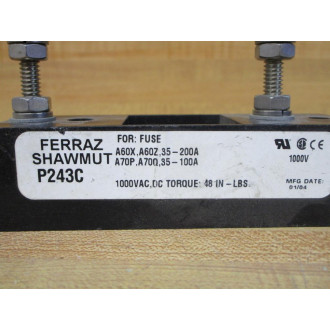 FERRAZ SHAWMUT
P243C
FOR: FUSE
A60X,A60Z,35-200A
A70P,A70Q,35-100A
1000VAC,DC TORQUE: 48 IN-LBS
1000V
MFG DATE:
01/04